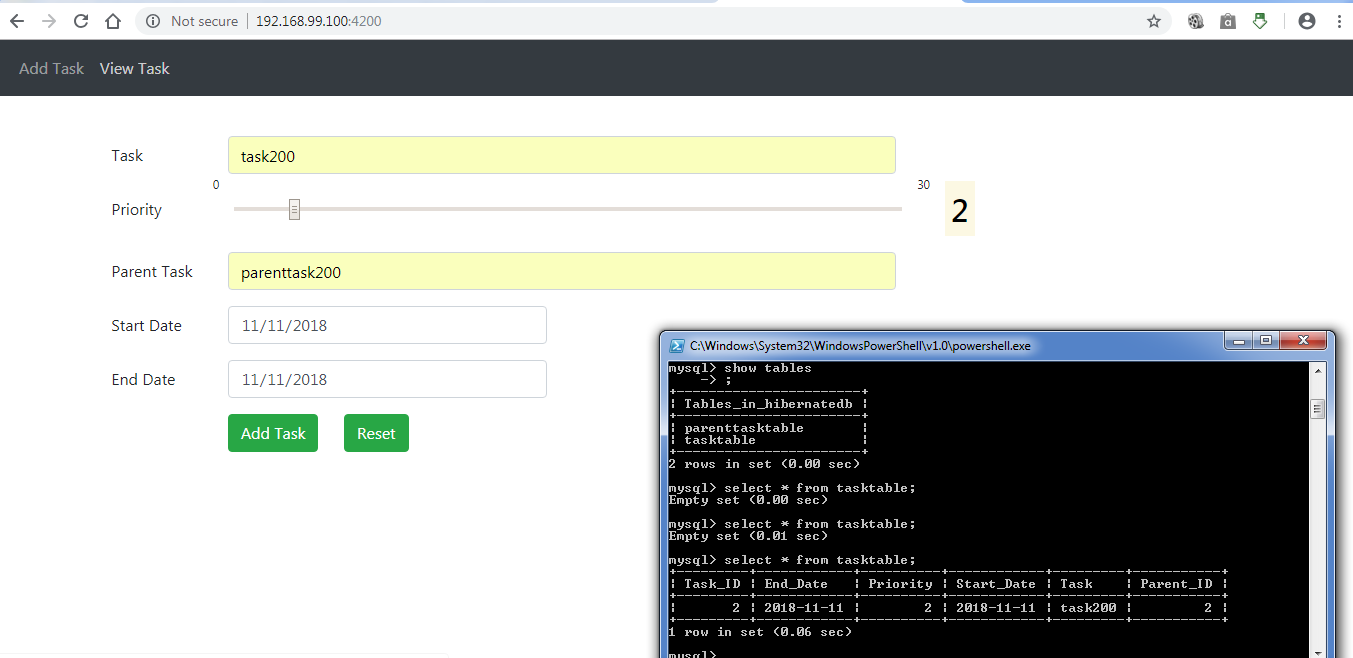 Not secure | 192.168.99.100:4200
Add Task View Task
Task task200
0 30
Priority 2
Parent Task parenttask200
Start Date 11/11/2018
End Date 11/11/2018
Add Task Reset
C:\Windows\System32\WindowsPowerShell\v1.0\powershell.exe
mysql> show tables
-> ;
+------------------------+
| Tables_in_hibernatedb |
+------------------------+
| parenttasktable |
| tasktable |
+------------------------+
2 rows in set (0.00 sec)
mysql> select * from tasktable;
Empty set (0.00 sec)
mysql> select * from tasktable;
Empty set (0.01 sec)
mysql> select * from tasktable;
+---------+------------+----------+------------+---------+-----------+
| Task_ID | End_Date | Priority | Start_Date | Task | Parent_ID |
+---------+------------+----------+------------+---------+-----------+
| 2 | 2018-11-11 | 2 | 2018-11-11 | task200 | 2 |
+---------+------------+----------+------------+---------+-----------+
1 row in set (0.06 sec)
mysql>